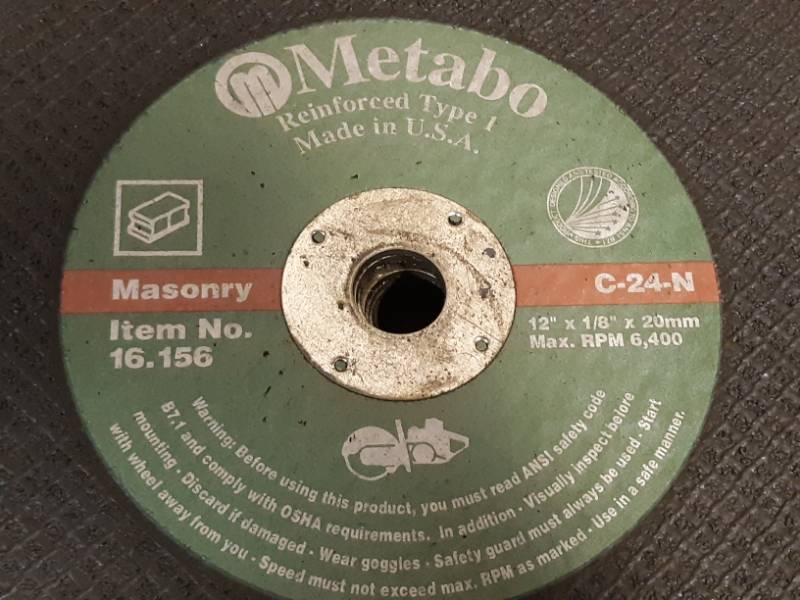 Metabo
Reinforced Type 1
Made in U.S.A.
Masonry
C-24-N
Item No.
16.156
12" x 1/8" x 20mm
Max. RPM 6,400
Warning: Before using this product, you must read ANSI safety code
B7.1 and comply with OSHA requirements. In addition - Visually inspect before
mounting - Discard if damaged - Wear goggles - Safety guard must always be used - Start
with wheel away from you - Speed must not exceed max. RPM as marked - Use in a safe manner.